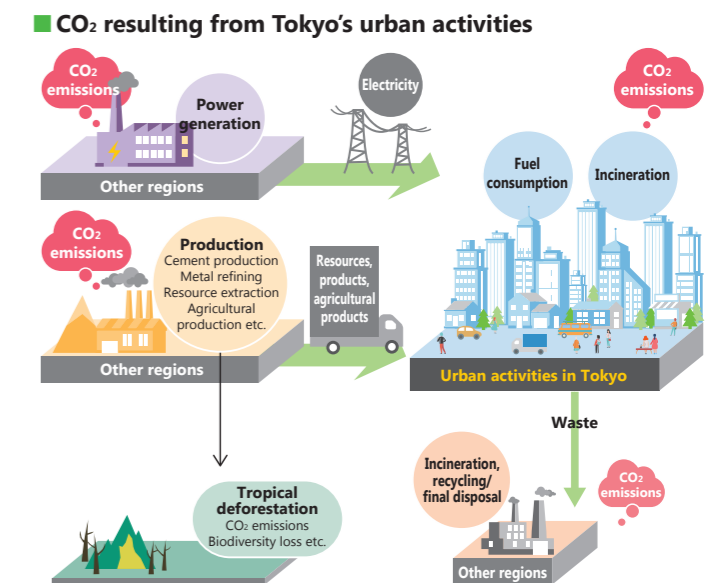 CO₂ resulting from Tokyo's urban activities
CO₂
emissions
Power
generation
Electricity
Other regions
CO₂
emissions
Fuel
consumption
Incineration
CO₂
emissions
Production
Cement production
Metal refining
Resource extraction
Agricultural
production etc.
Other regions
Resources,
products,
agricultural
products
Urban activities in Tokyo
Waste
Tropical
deforestation
CO₂ emissions
Biodiversity loss etc.
Incineration,
recycling/
final disposal
CO₂
emissions
Other regions